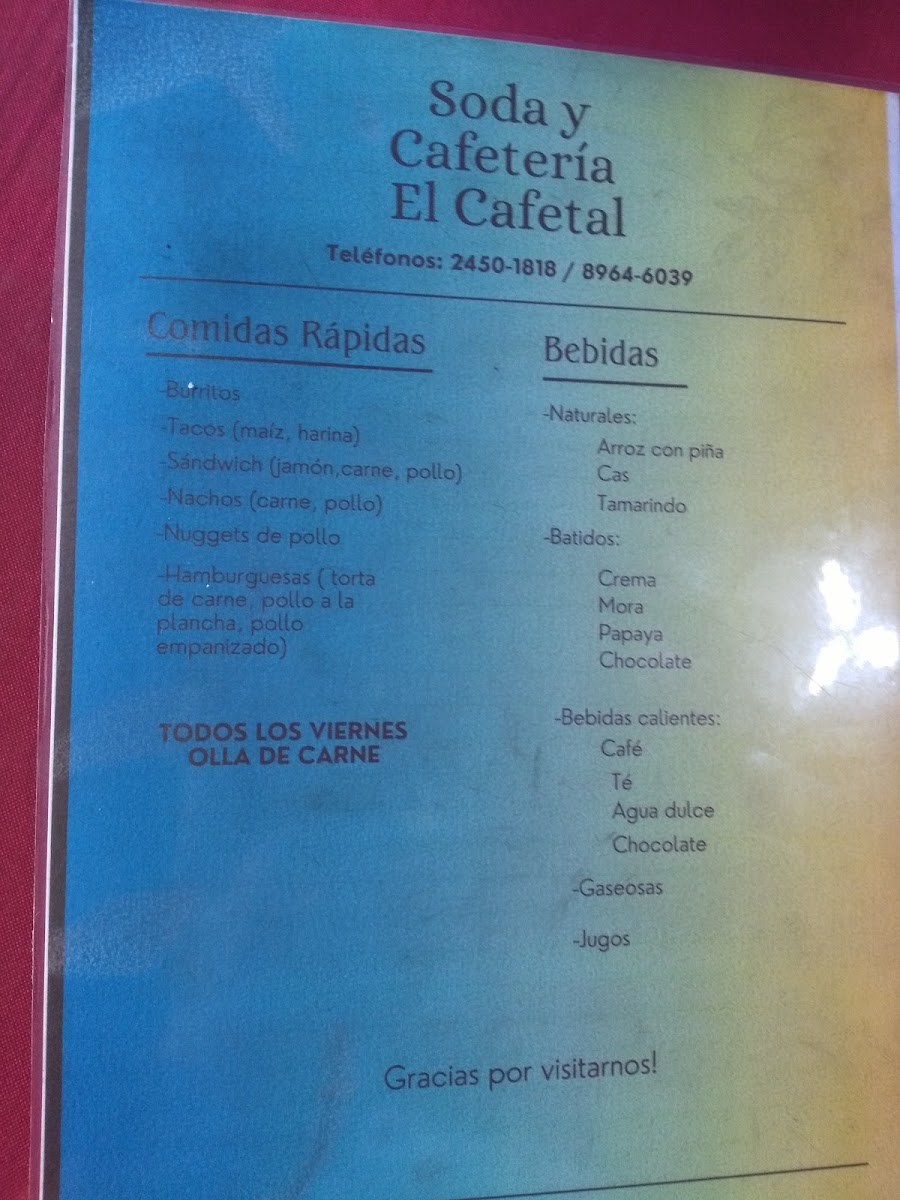 Soda y
Cafetería
El Cafetal
Teléfonos: 2450-1818 / 8964-6039
Comidas Rápidas
-Burritos
-Tacos (maíz, harina)
-Sándwich (jamón,carne, pollo)
-Nachos (carne, pollo)
-Nuggets de pollo
-Hamburguesas ( torta
de carne, pollo a la
plancha, pollo
empanizado)
TODOS LOS VIERNES
OLLA DE CARNE
Bebidas
-Naturales:
Arroz con piña
Cas
Tamarindo
-Batidos:
Crema
Mora
Papaya
Chocolate
-Bebidas calientes:
Café
Té
Agua dulce
Chocolate
-Gaseosas
-Jugos
Gracias por visitarnos!